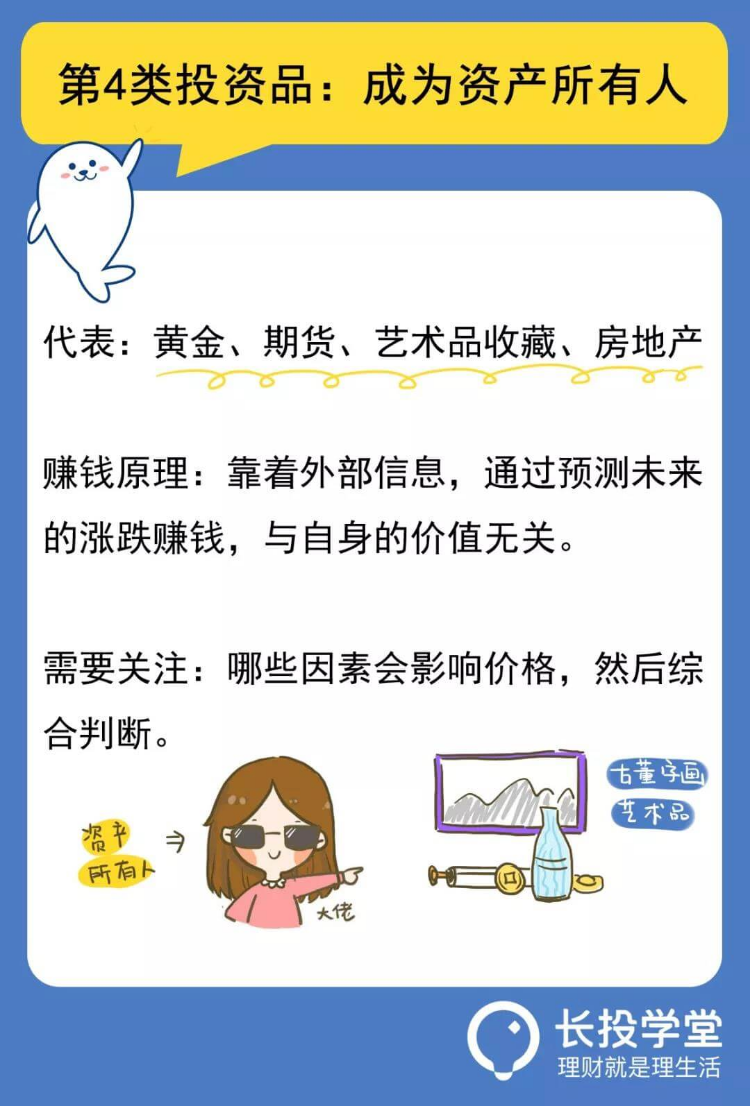 第4类投资品：成为资产所有人
代表：黄金、期货、艺术品收藏、房地产
赚钱原理：靠着外部信息，通过预测未来
的涨跌赚钱，与自身的价值无关。
需要关注：哪些因素会影响价格，然后综
合判断。
古董字画
艺术品
资产
所有人
大佬
长投学堂
理财就是理生活